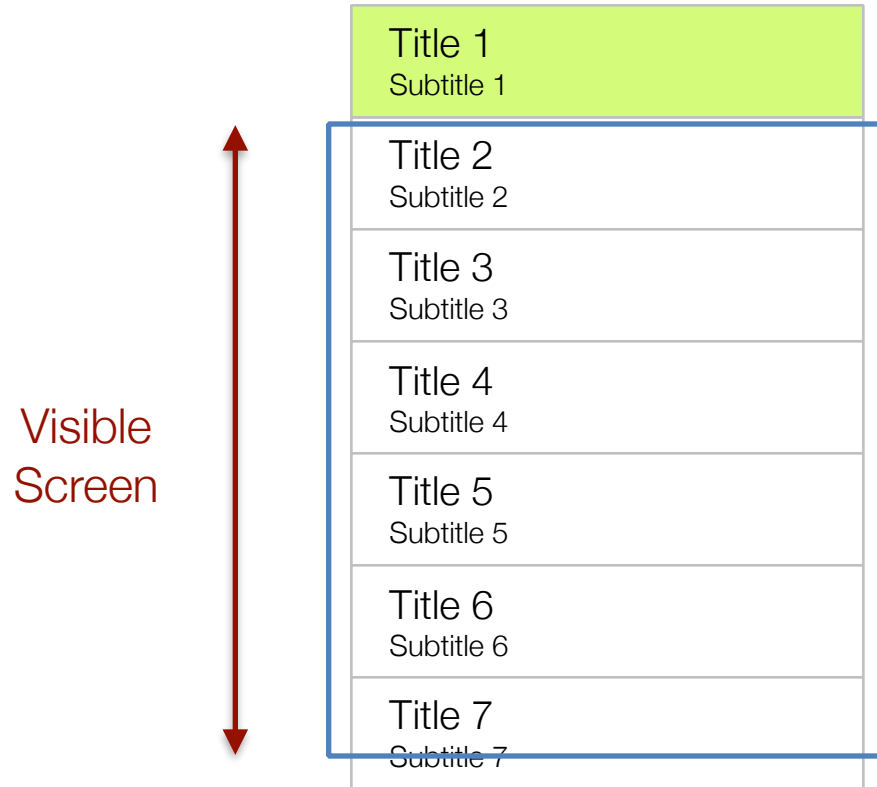 Title 1
Subtitle 1
Title 2
Subtitle 2
Title 3
Subtitle 3
Title 4
Subtitle 4
Visible
Screen
Title 5
Subtitle 5
Title 6
Subtitle 6
Title 7
Subtitle 7